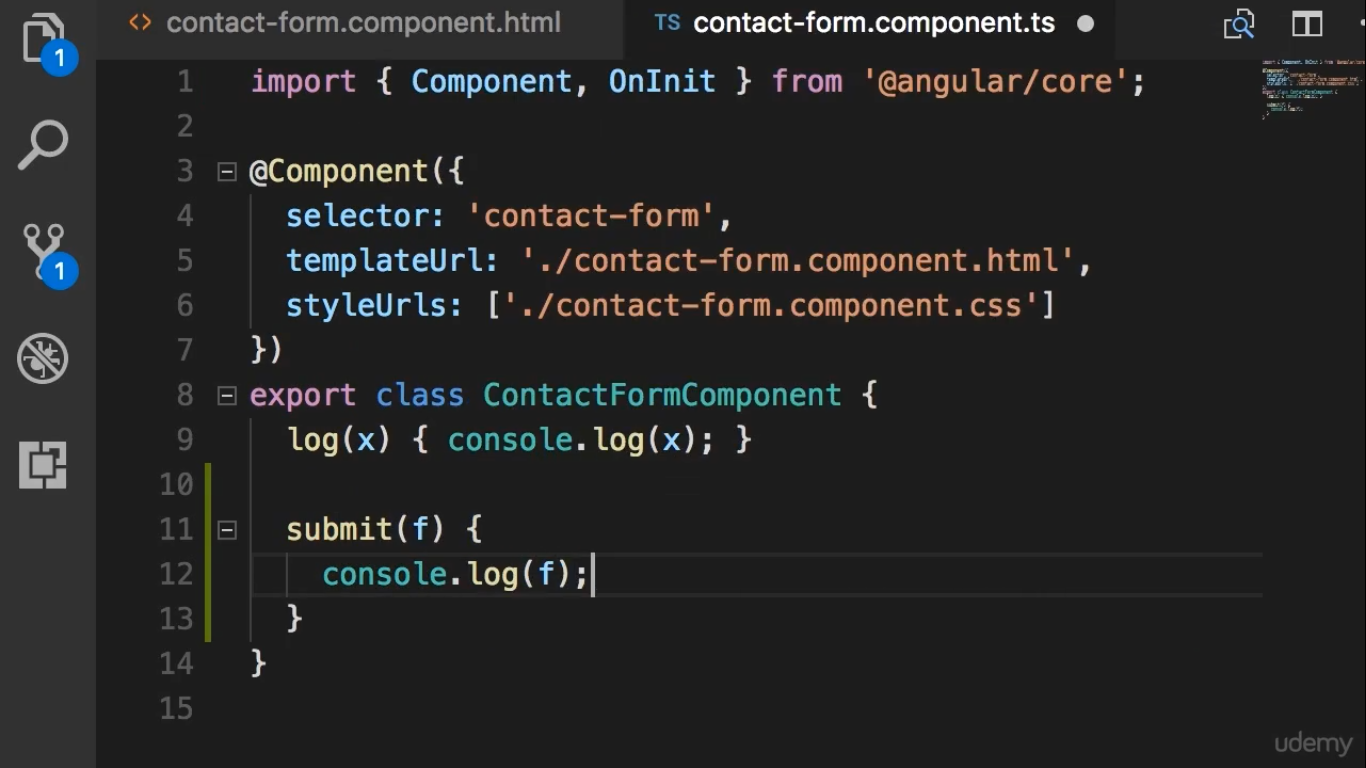 contact-form.component.html
TS contact-form.component.ts
1
1
1 import { Component, OnInit } from '@angular/core';
2
3 @Component({
4 selector: 'contact-form',
5 templateUrl: './contact-form.component.html',
6 styleUrls: ['./contact-form.component.css']
7 })
8 export class ContactFormComponent {
9 log(x) { console.log(x); }
10
11 submit(f) {
12 console.log(f);
13 }
14 }
15
udemy